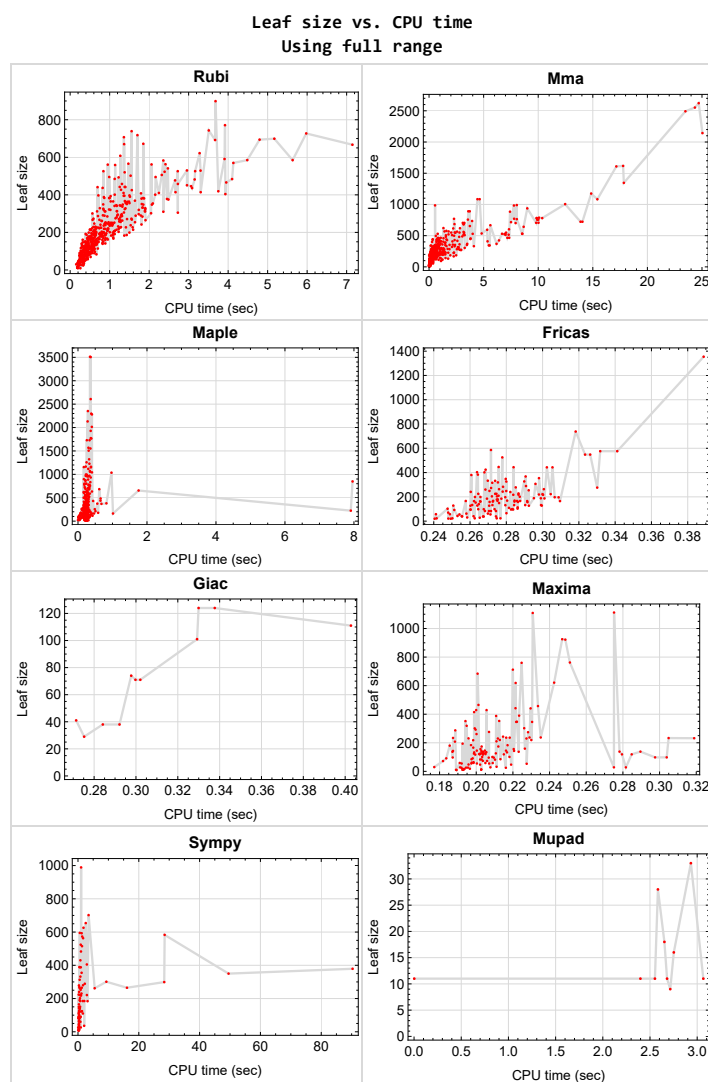 Leaf size vs. CPU time
Using full range
Rubi
Leaf size
800
600
400
200
0
0 1 2 3 4 5 6 7
CPU time (sec)
Mma
Leaf size
2500
2000
1500
1000
500
0
0 5 10 15 20 25
CPU time (sec)
Maple
Leaf size
3500
3000
2500
2000
1500
1000
500
0
0 2 4 6 8
CPU time (sec)
Fricas
Leaf size
1400
1200
1000
800
600
400
200
0
0.24 0.26 0.28 0.30 0.32 0.34 0.36 0.38
CPU time (sec)
Giac
Leaf size
120
100
80
60
40
20
0
0.28 0.30 0.32 0.34 0.36 0.38 0.40
CPU time (sec)
Maxima
Leaf size
1000
800
600
400
200
0
0.18 0.20 0.22 0.24 0.26 0.28 0.30 0.32
CPU time (sec)
Sympy
Leaf size
1000
800
600
400
200
0
0 20 40 60 80
CPU time (sec)
Mupad
Leaf size
30
25
20
15
10
5
0
0.0 0.5 1.0 1.5 2.0 2.5 3.0
CPU time (sec)